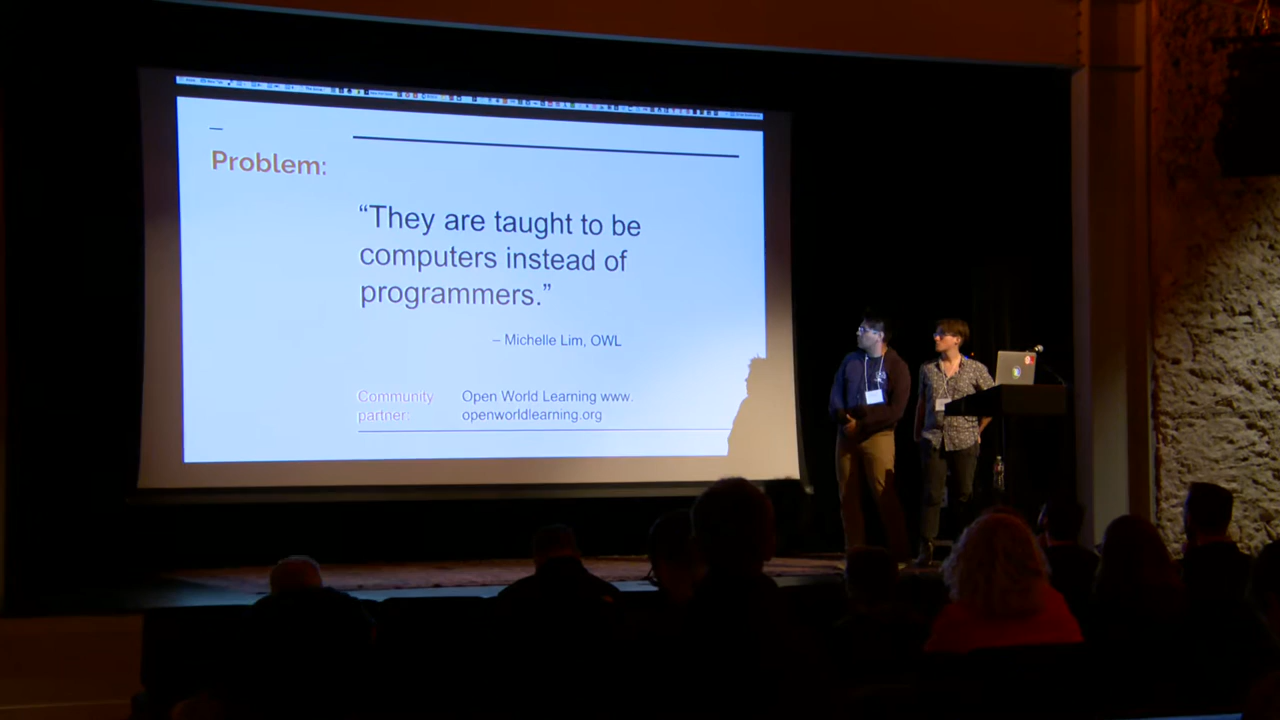 Problem:
“They are taught to be
computers instead of
programmers.”
– Michelle Lim, OWL
Community
partner:
Open World Learning www.
openworldlearning.org